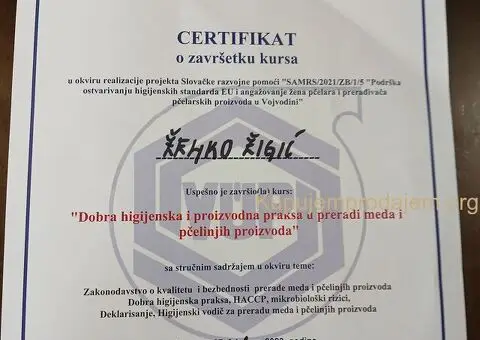 CERTIFIKAT
o završetku kursa
u okviru realizacije projekta Slovačke razvojne pomoći "SAMRS/2021/ZB/1/5 "Podrška
ostvarivanju higijenskih standarda EU i angažovanje žena pčelara i prerađivača
pčelarskih proizvoda u Vojvodini"
ŽELJKO ŽIGIĆ
Uspešno je završio(la) kurs:
"Dobra higijenska i proizvodna praksa u preradi meda i
pčelinjih proizvoda"
sa stručnim sadržajem u okviru teme:
Zakonodavstvo o kvalitetu i bezbednosti prerade meda i pčelinjih proizvoda
Dobra higijenska praksa, HACCP, mikrobiološki rizici,
Deklarisanje, Higijenski vodič za preradu meda i pčelinjih proizvoda
Kupujemprodajem.org
VUP